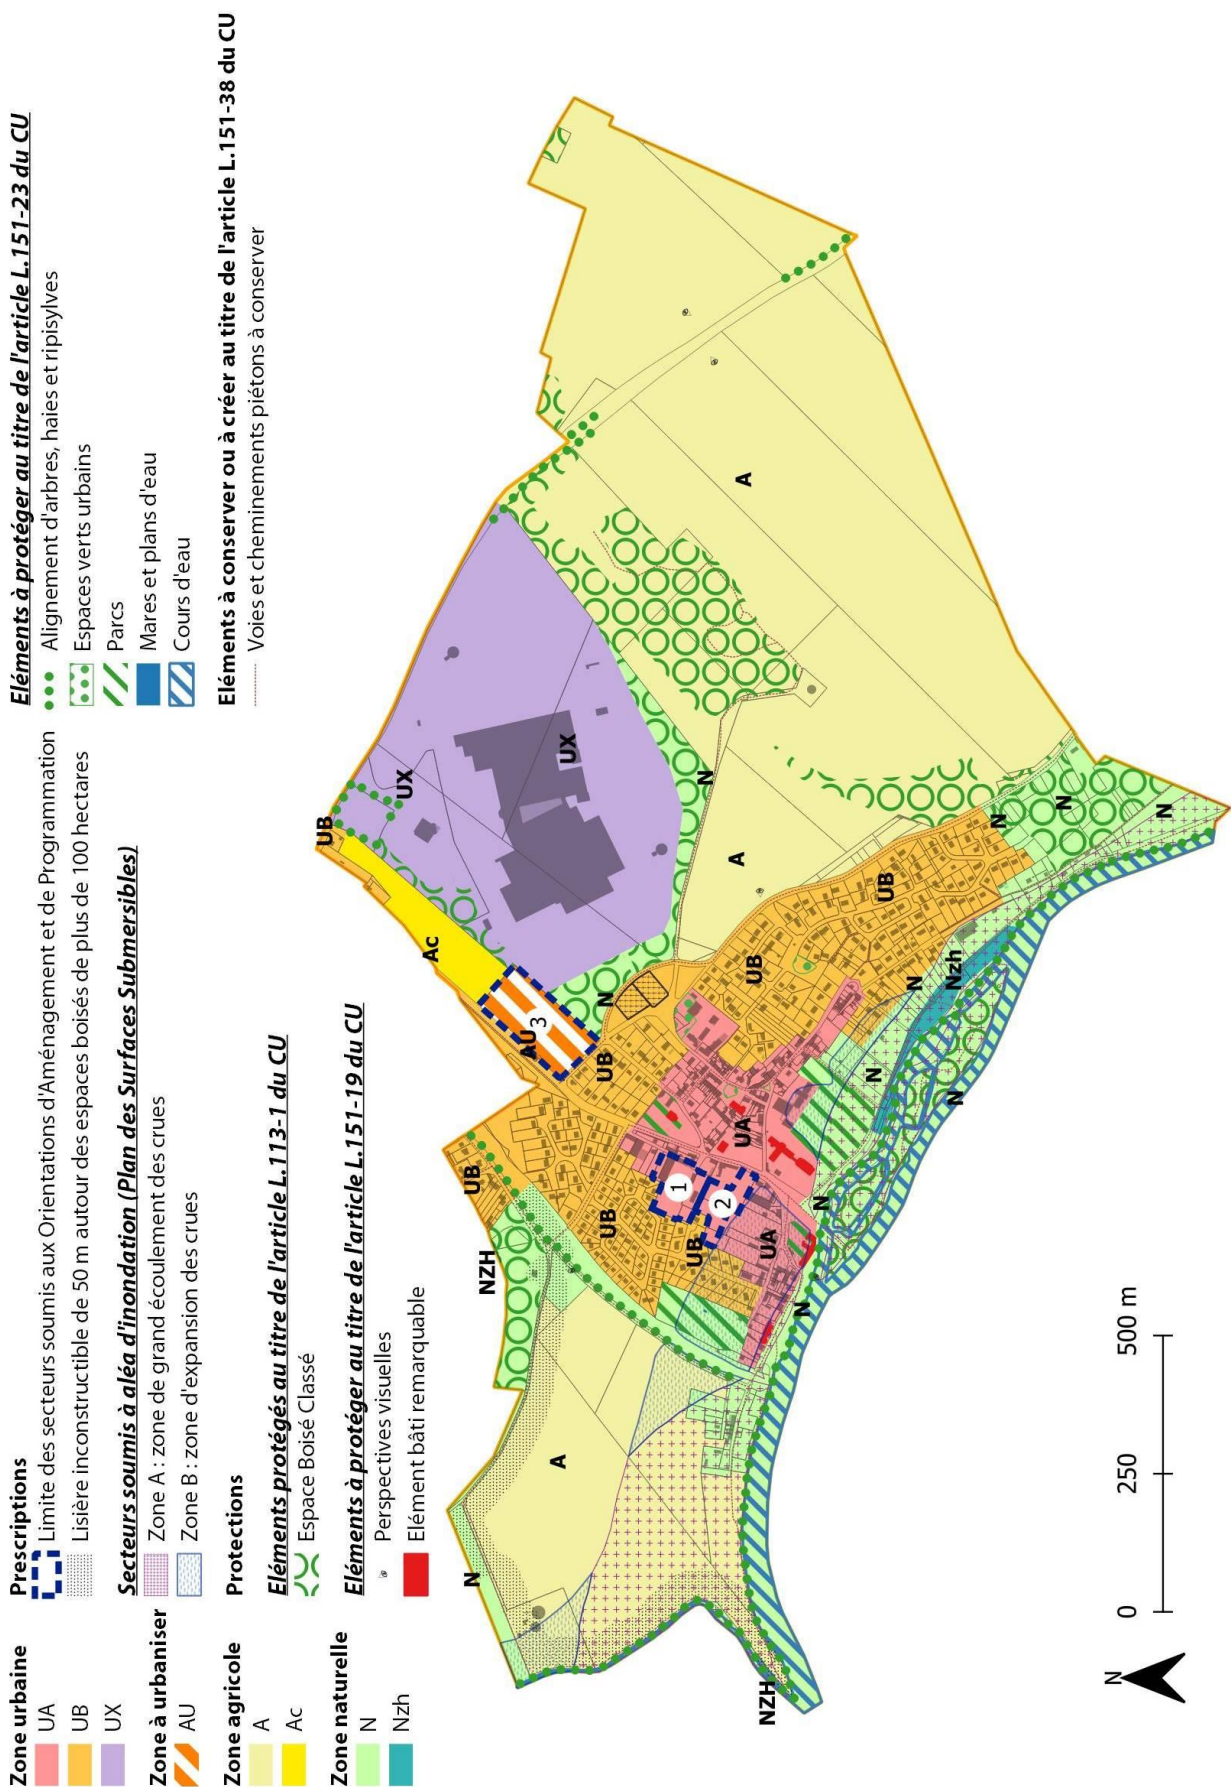 Zone urbaine
UA
UB
UX
Zone à urbaniser
AU
Zone agricole
A
Ac
Zone naturelle
N
Nzh
Prescriptions
Limite des secteurs soumis aux Orientations d'Aménagement et de Programmation
Lisière inconstructible de 50 m autour des espaces boisés de plus de 100 hectares
Secteurs soumis à aléa d'inondation (Plan des Surfaces Submersibles)
Zone A : zone de grand écoulement des crues
Zone B : zone d'expansion des crues
Protections
Eléments protégés au titre de l'article L.113-1 du CU
Espace Boisé Classé
Eléments à protéger au titre de l'article L.151-19 du CU
Perspectives visuelles
Elément bâti remarquable
Eléments à protéger au titre de l'article L.151-23 du CU
Alignement d'arbres, haies et ripisylves
Espaces verts urbains
Parcs
Mares et plans d'eau
Cours d'eau
Eléments à conserver ou à créer au titre de l'article L.151-38 du CU
Voies et cheminements piétons à conserver
UB
UX
Ac
UX
AU
3
N
UB
UB
NZH
UB
N
A
UB
1
2
UB
UA
UA
UB
A
N
A
UB
N
N
N
N
Nzh
N
N
N
N
N
NZH
N
0
250
500 m